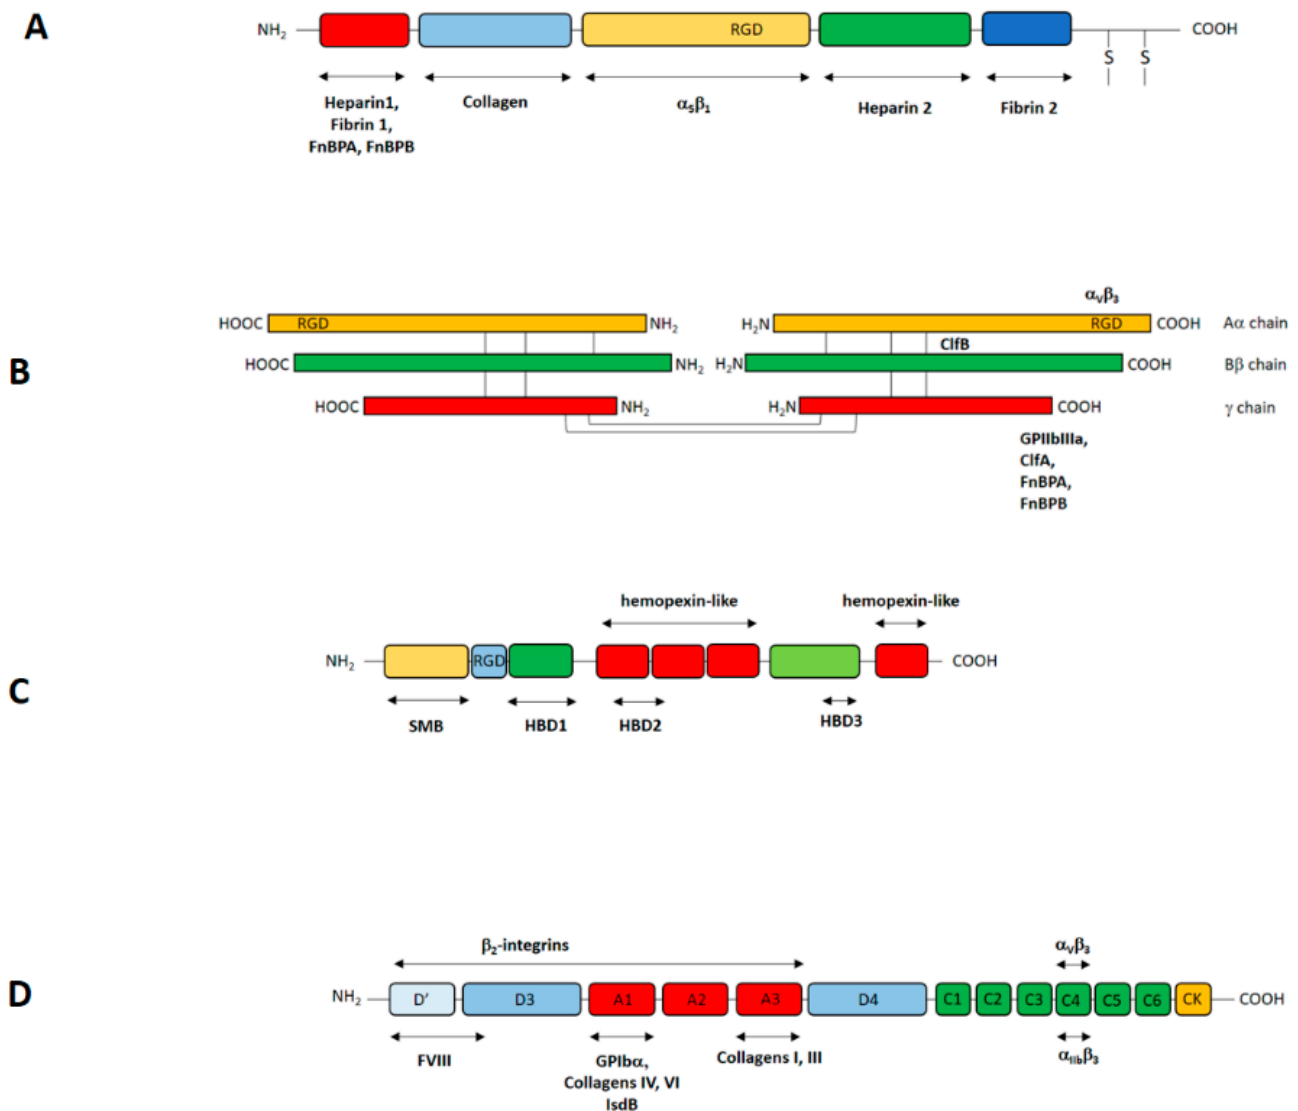 A
NH2
RGD
COOH
S
S
Heparin1,
Fibrin 1,
FnBPA, FnBPB
Collagen
α5β1
Heparin 2
Fibrin 2
B
αVβ3
HOOC
RGD
NH2
H2N
RGD
COOH
Aα chain
ClfB
HOOC
NH2
H2N
COOH
Bβ chain
HOOC
NH2
H2N
COOH
γ chain
GPIIbIIIa,
ClfA,
FnBPA,
FnBPB
C
hemopexin-like
hemopexin-like
NH2
RGD
COOH
SMB
HBD1
HBD2
HBD3
D
β2-integrins
αVβ3
NH2
D'
D3
A1
A2
A3
D4
C1
C2
C3
C4
C5
C6
CK
COOH
FVIII
GPIbα,
Collagens IV, VI
IsdB
Collagens I, III
αIIbβ3